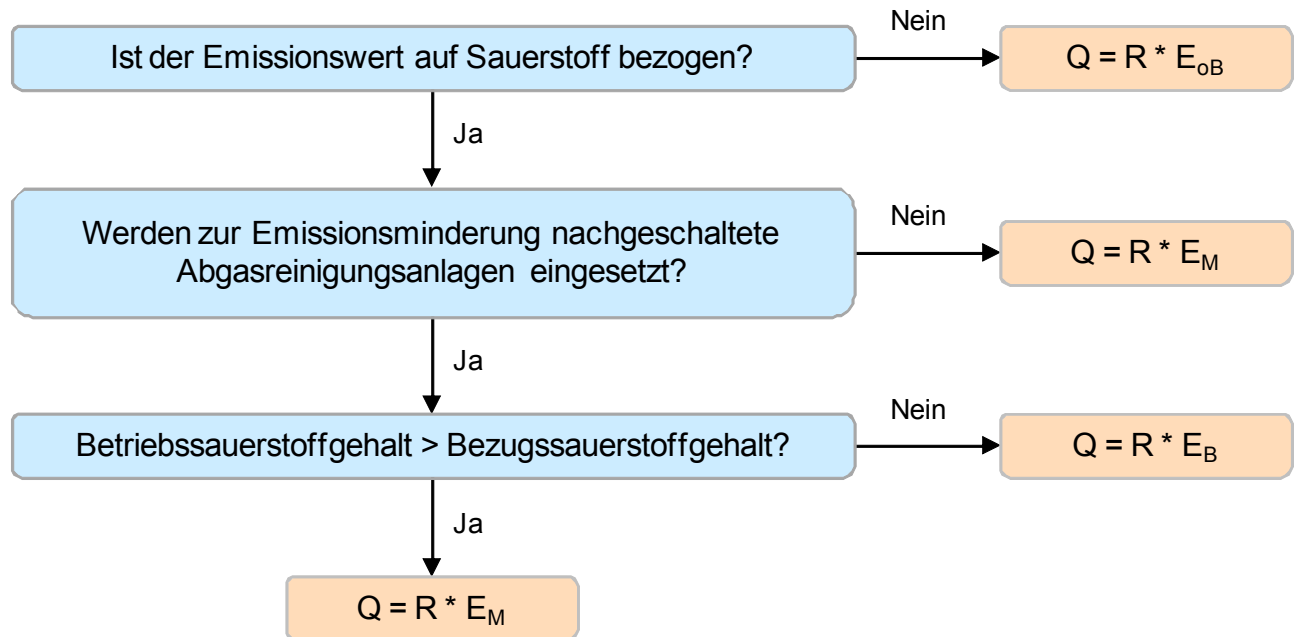 Ist der Emissionswert auf Sauerstoff bezogen?
Nein
Q = R * EoB
Ja
Werden zur Emissionsminderung nachgeschaltete
Abgasreinigungsanlagen eingesetzt?
Nein
Q = R * EM
Ja
Betriebssauerstoffgehalt > Bezugssauerstoffgehalt?
Nein
Q = R * EB
Ja
Q = R * EM